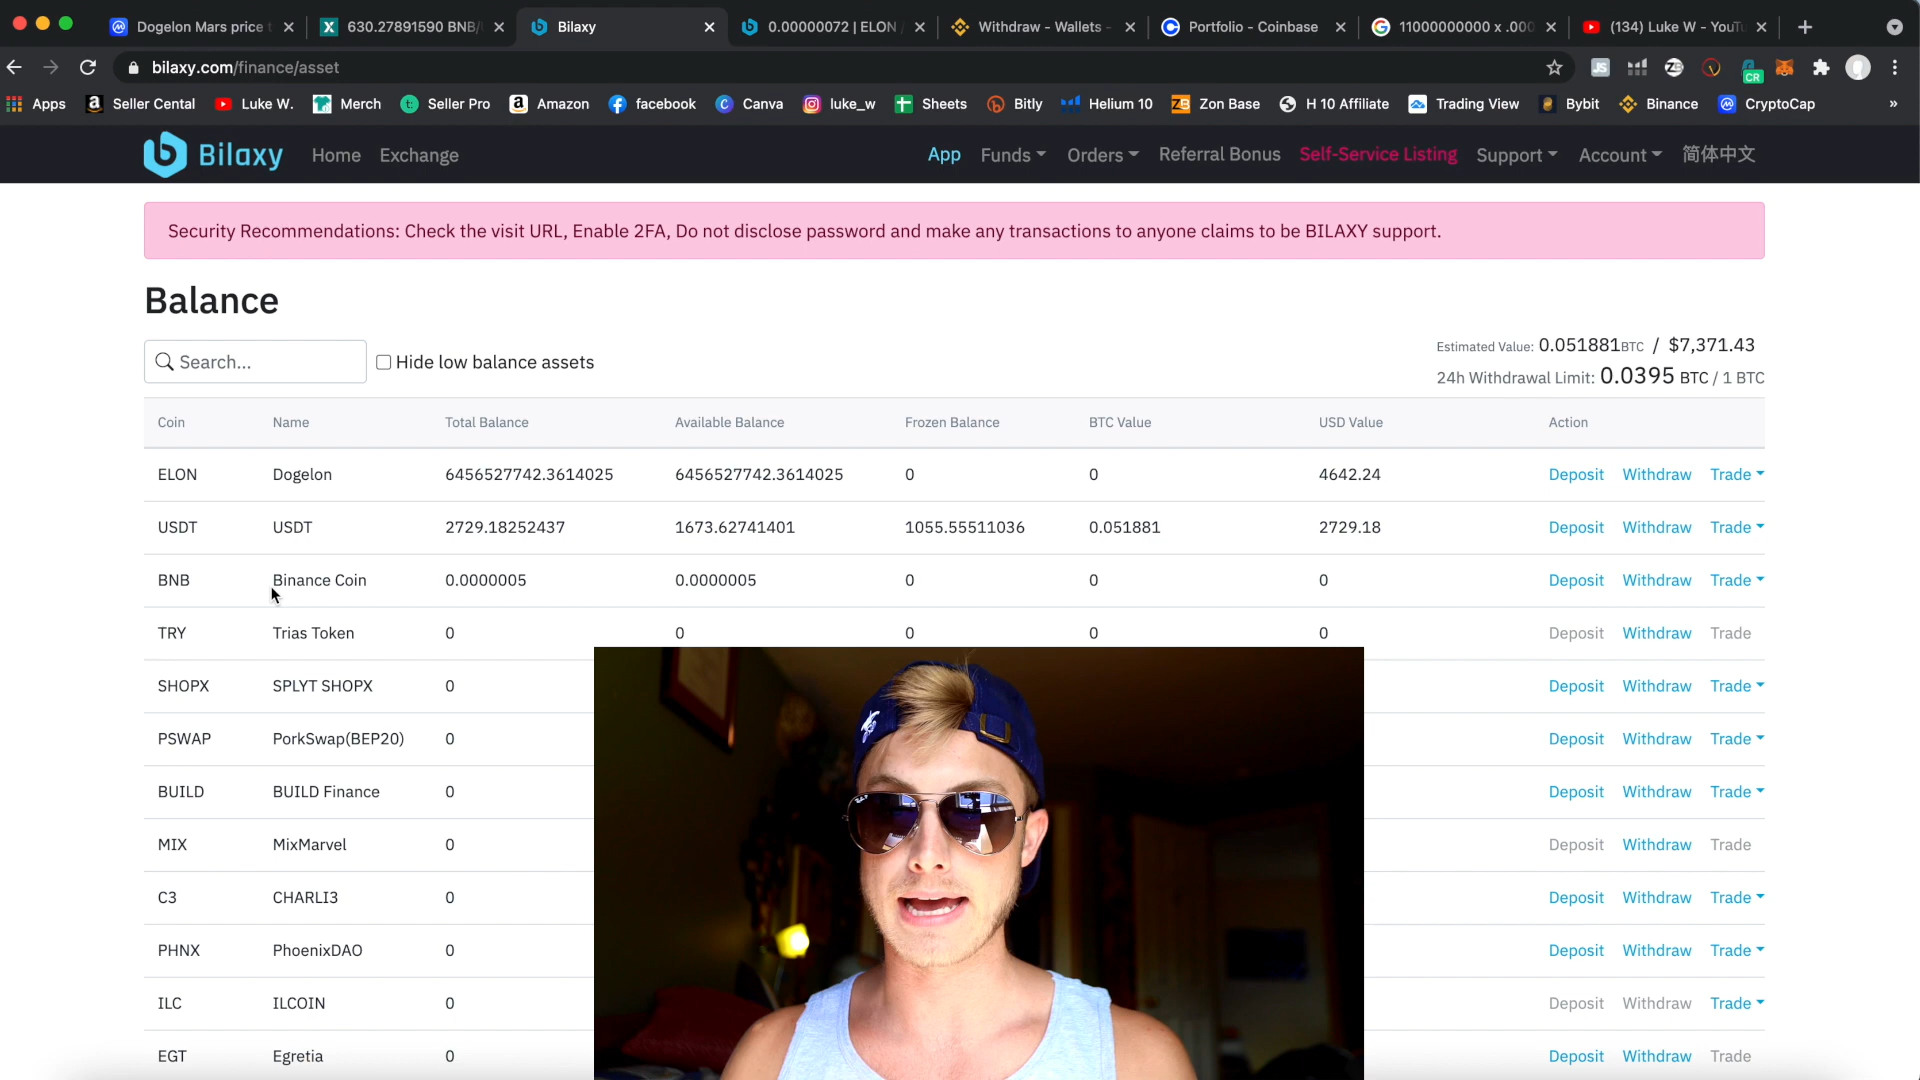 Dogelon Mars price t
630.27891590 BNB/
Bilaxy
0.00000072 | ELON /
Withdraw - Wallets -
Portfolio - Coinbase
11000000000 x .000
(134) Luke W - YouTu
bilaxy.com/finance/asset
JS
CR
Apps
Seller Cental
Luke W.
Merch
Seller Pro
Amazon
facebook
Canva
luke_w
Sheets
Bitly
Helium 10
Zon Base
H 10 Affiliate
Trading View
Bybit
Binance
CryptoCap
»
Bilaxy
Home
Exchange
App
Funds
Orders
Referral Bonus
Self-Service Listing
Support
Account
简体中文
Security Recommendations: Check the visit URL, Enable 2FA, Do not disclose password and make any transactions to anyone claims to be BILAXY support.
Balance
Search...
Hide low balance assets
Estimated Value: 0.051881BTC / $7,371.43
24h Withdrawal Limit: 0.0395 BTC / 1 BTC
Coin Name Total Balance Available Balance Frozen Balance BTC Value USD Value Action
ELON Dogelon 6456527742.3614025 6456527742.3614025 0 0 4642.24 Deposit Withdraw Trade
USDT USDT 2729.18252437 1673.62741401 1055.55511036 0.051881 2729.18 Deposit Withdraw Trade
BNB Binance Coin 0.0000005 0.0000005 0 0 0 Deposit Withdraw Trade
TRY Trias Token 0 0 0 0 0 Deposit Withdraw Trade
SHOPX SPLYT SHOPX 0 Deposit Withdraw Trade
PSWAP PorkSwap(BEP20) 0 Deposit Withdraw Trade
BUILD BUILD Finance 0 Deposit Withdraw Trade
MIX MixMarvel 0 Deposit Withdraw Trade
C3 CHARLI3 0 Deposit Withdraw Trade
PHNX PhoenixDAO 0 Deposit Withdraw Trade
ILC ILCOIN 0 Deposit Withdraw Trade
EGT Egretia 0 Deposit Withdraw Trade